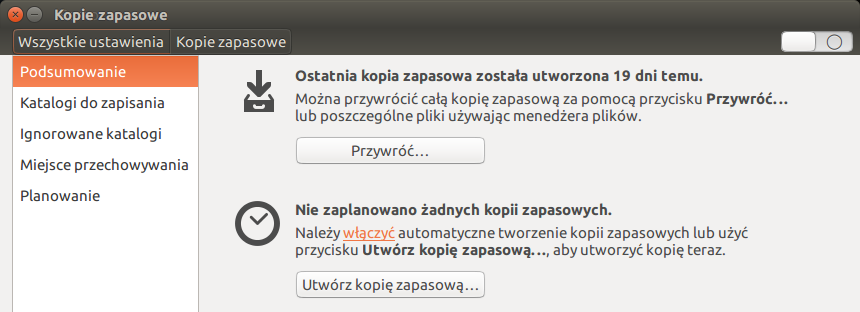 Kopie zapasowe
Wszystkie ustawienia Kopie zapasowe
Podsumowanie
Katalogi do zapisania
Ignorowane katalogi
Miejsce przechowywania
Planowanie
Ostatnia kopia zapasowa została utworzona 19 dni temu.
Można przywrócić całą kopię zapasową za pomocą przycisku Przywróć…
lub poszczególne pliki używając menedżera plików.
Przywróć…
Nie zaplanowano żadnych kopii zapasowych.
Należy włączyć automatyczne tworzenie kopii zapasowych lub użyć
przycisku Utwórz kopię zapasową…, aby utworzyć kopię teraz.
Utwórz kopię zapasową…